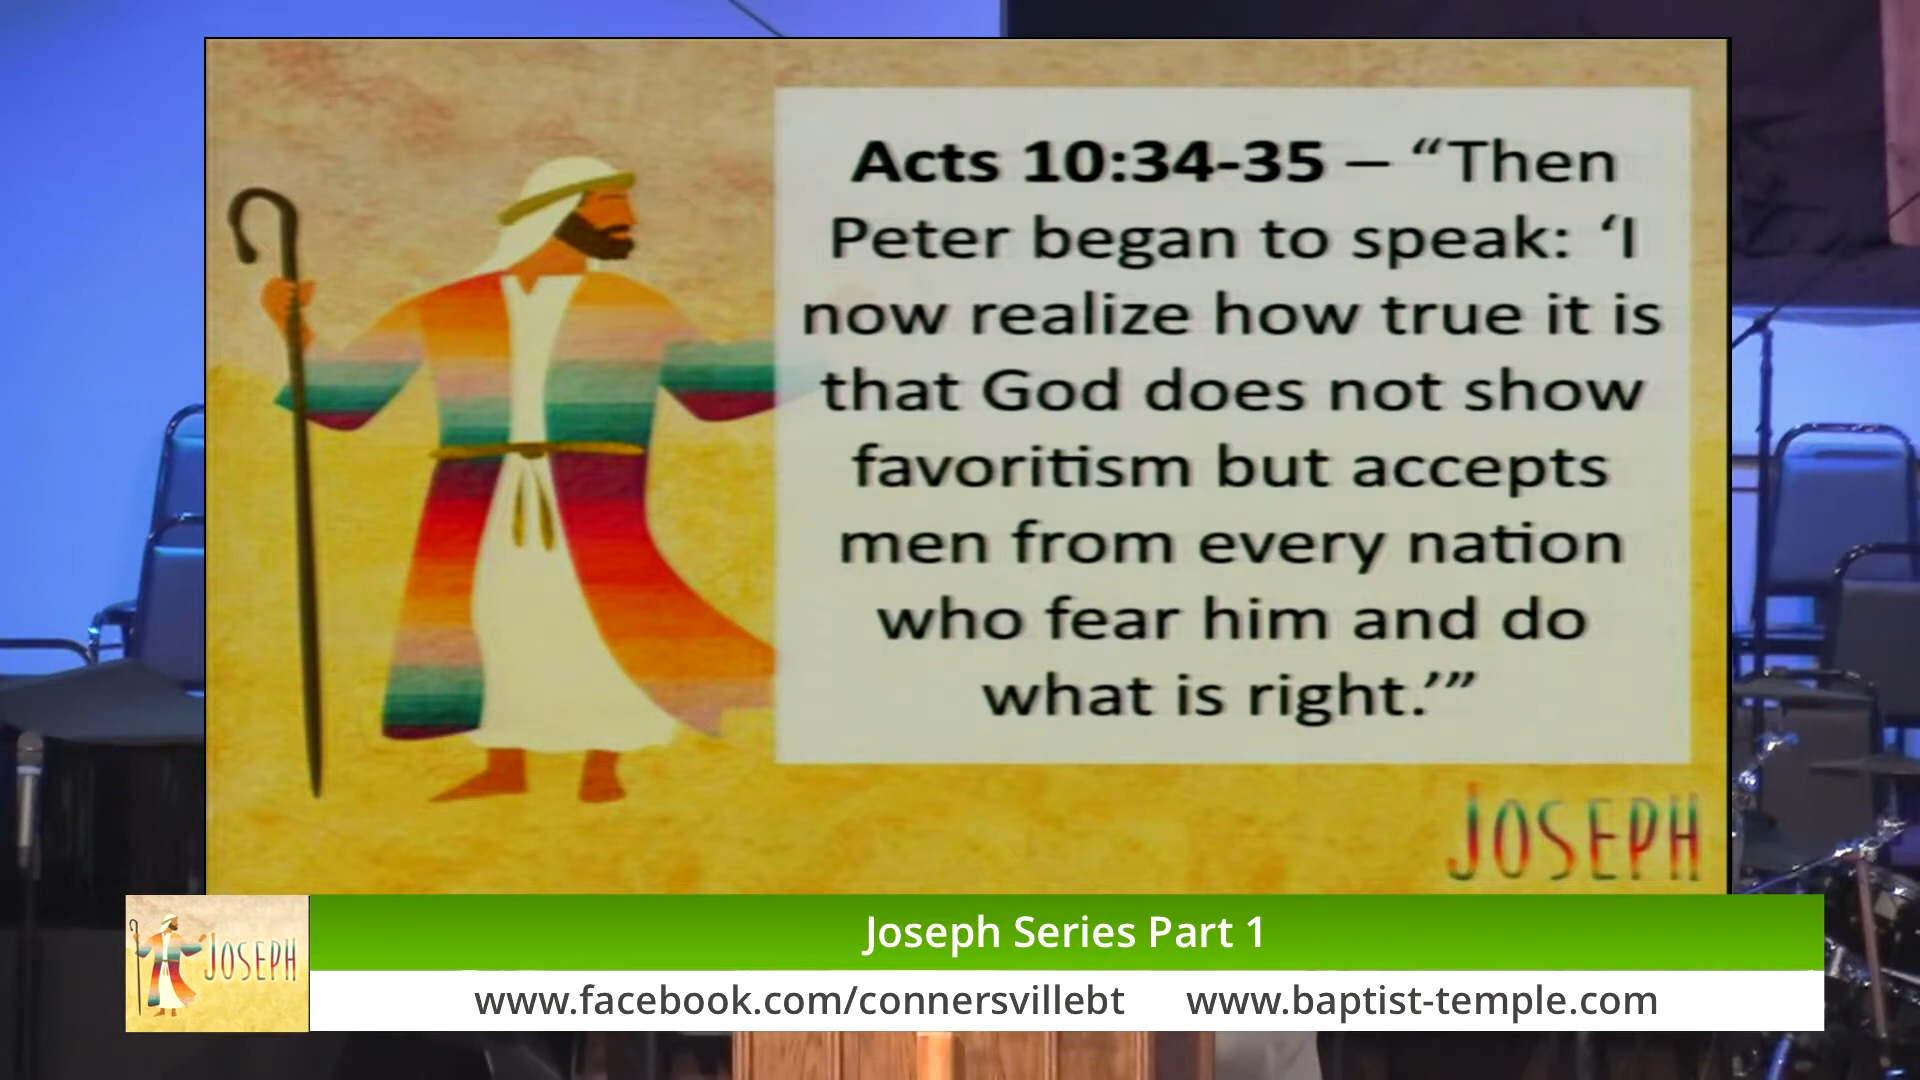 Acts 10:34-35 – “Then
Peter began to speak: ‘I
now realize how true it is
that God does not show
favoritism but accepts
men from every nation
who fear him and do
what is right.’”
JOSEPH
JOSEPH
Joseph Series Part 1
www.facebook.com/connersvillebt www.baptist-temple.com